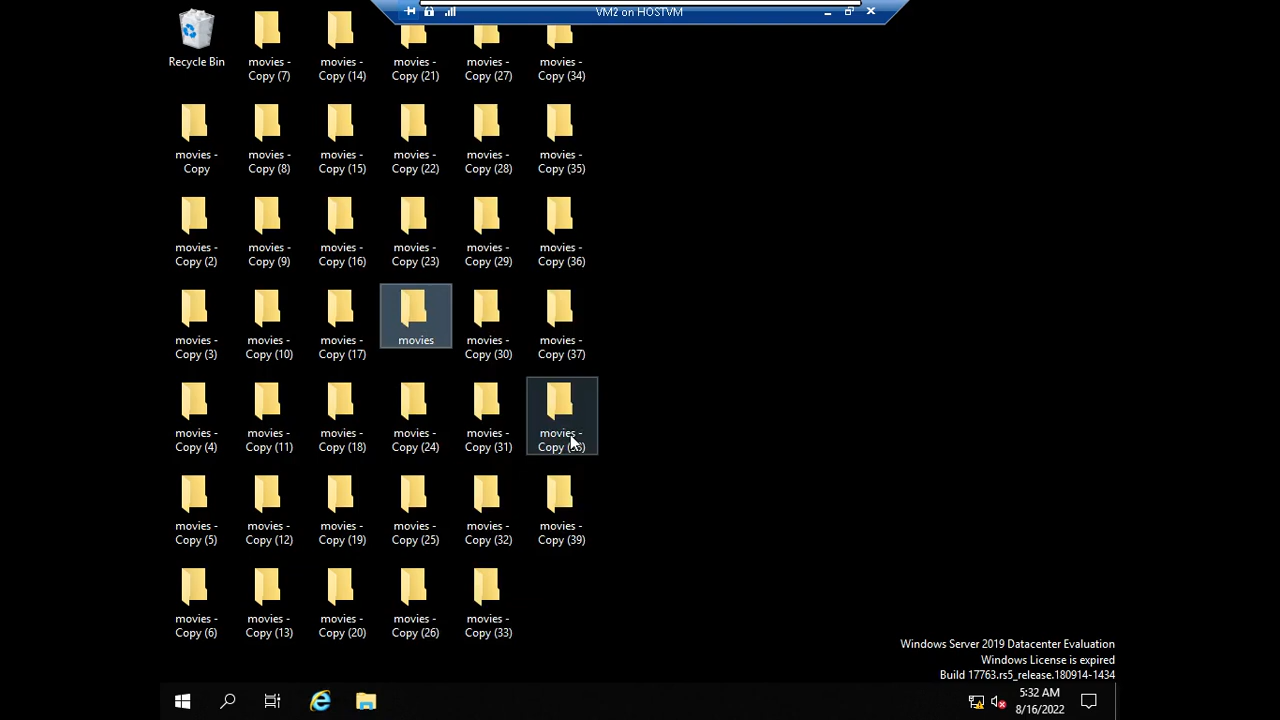 VM2 on HOSTVM
Recycle Bin
movies -
Copy (7)
movies -
Copy (14)
movies -
Copy (21)
movies -
Copy (27)
movies -
Copy (34)
movies -
Copy
movies -
Copy (8)
movies -
Copy (15)
movies -
Copy (22)
movies -
Copy (28)
movies -
Copy (35)
movies -
Copy (2)
movies -
Copy (9)
movies -
Copy (16)
movies -
Copy (23)
movies -
Copy (29)
movies -
Copy (36)
movies -
Copy (3)
movies -
Copy (10)
movies -
Copy (17)
movies
movies -
Copy (30)
movies -
Copy (37)
movies -
Copy (4)
movies -
Copy (11)
movies -
Copy (18)
movies -
Copy (24)
movies -
Copy (31)
movies -
Copy
movies -
Copy (5)
movies -
Copy (12)
movies -
Copy (19)
movies -
Copy (25)
movies -
Copy (32)
movies -
Copy (39)
movies -
Copy (6)
movies -
Copy (13)
movies -
Copy (20)
movies -
Copy (26)
movies -
Copy (33)
Windows Server 2019 Datacenter Evaluation
Windows License is expired
Build 17763.rs5_release.180914-1434
5:32 AM
8/16/2022